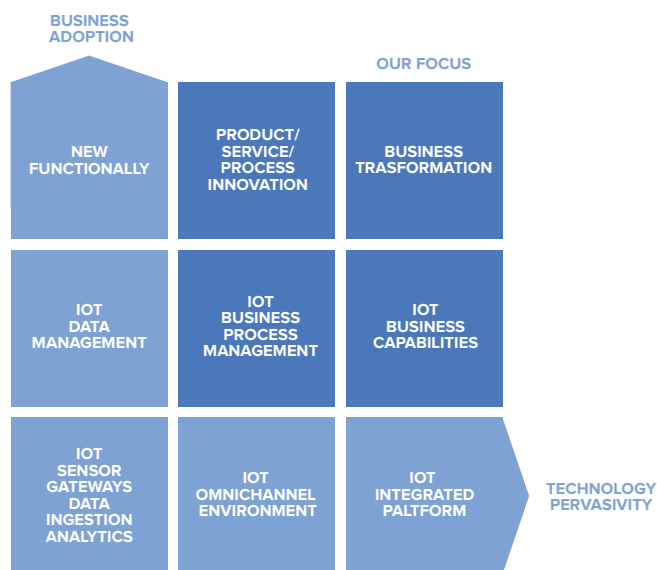 BUSINESS
ADOPTION
OUR FOCUS
NEW
FUNCTIONALLY
PRODUCT/
SERVICE/
PROCESS
INNOVATION
BUSINESS
TRASFORMATION
IOT
DATA
MANAGEMENT
IOT
BUSINESS
PROCESS
MANAGEMENT
IOT
BUSINESS
CAPABILITIES
IOT
SENSOR
GATEWAYS
DATA
INGESTION
ANALYTICS
IOT
OMNICHANNEL
ENVIRONMENT
IOT
INTEGRATED
PALTFORM
TECHNOLOGY
PERVASIVITY